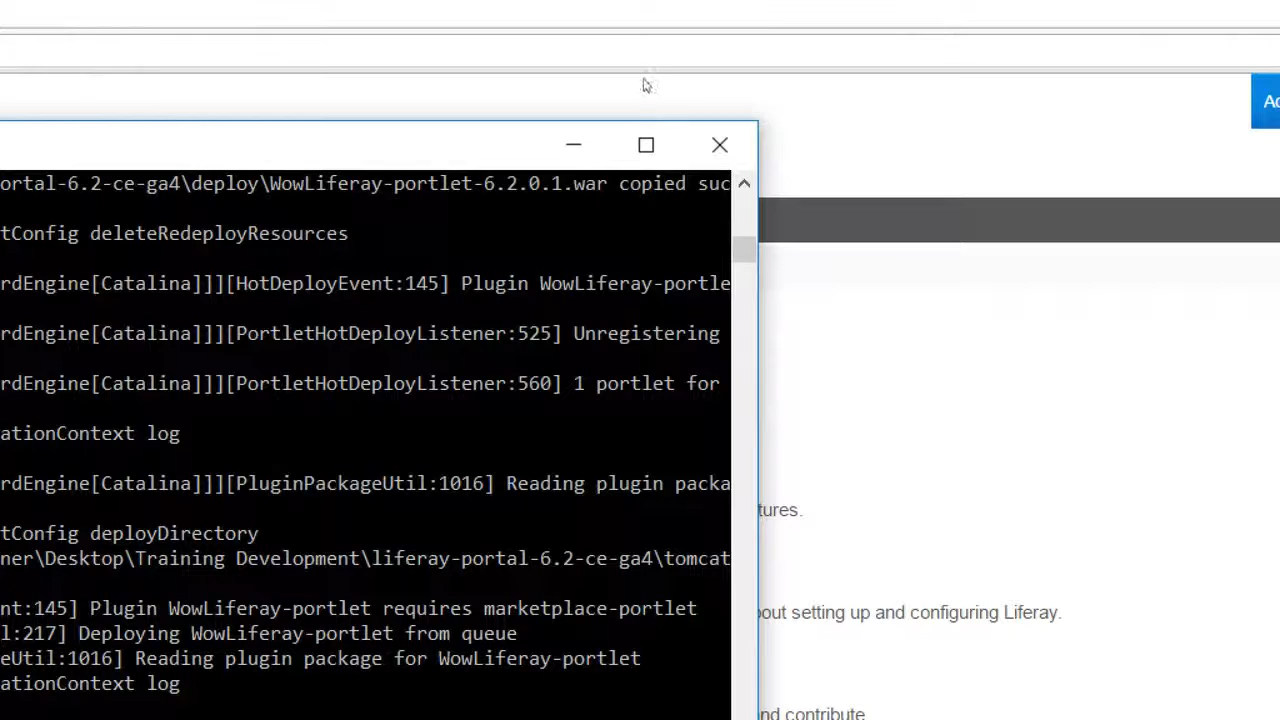 Ad
ortal-6.2-ce-ga4\deploy\WowLiferay-portlet-6.2.0.1.war copied suc
tConfig deleteRedeployResources
rdEngine[Catalina]]][HotDeployEvent:145] Plugin WowLiferay-portle
rdEngine[Catalina]]][PortletHotDeployListener:525] Unregistering
rdEngine[Catalina]]][PortletHotDeployListener:560] 1 portlet for
ationContext log
rdEngine[Catalina]]][PluginPackageUtil:1016] Reading plugin packa
tures.
tConfig deployDirectory
ner\Desktop\Training Development\liferay-portal-6.2-ce-ga4\tomcat
nt:145] Plugin WowLiferay-portlet requires marketplace-portlet
bout setting up and configuring Liferay.
l:217] Deploying WowLiferay-portlet from queue
eUtil:1016] Reading plugin package for WowLiferay-portlet
ationContext log
nd contribute